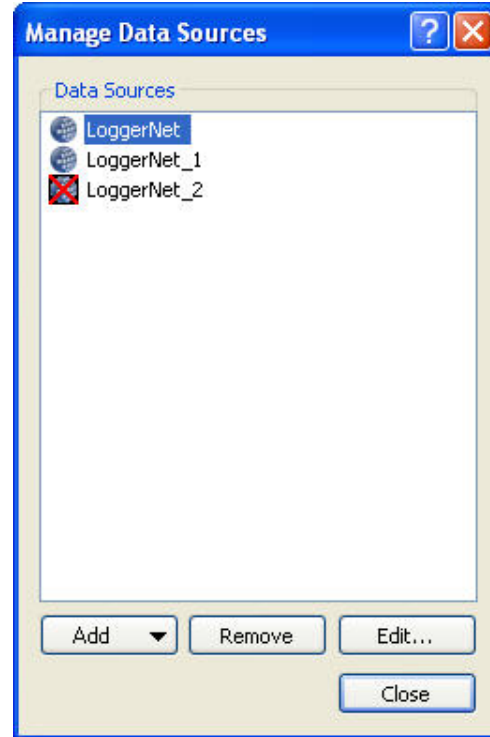 Manage Data Sources
Data Sources
LoggerNet
LoggerNet_1
LoggerNet_2
Add Remove Edit...
Close